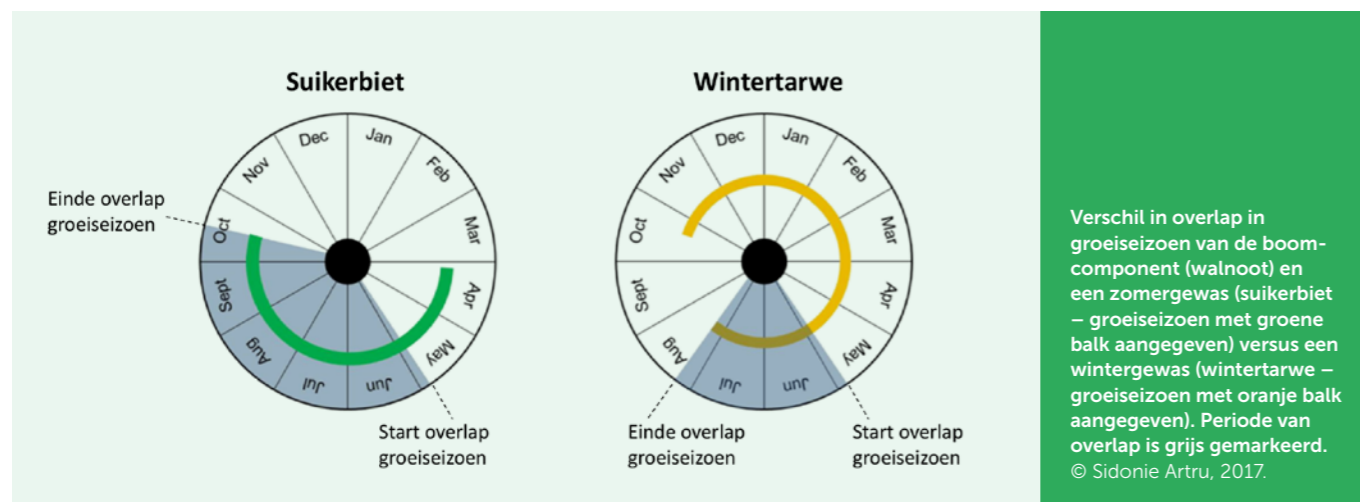 Suikerbiet
Jan
Feb
Mar
Apr
May
Jun
Jul
Aug
Sept
Oct
Nov
Dec
Einde overlap
groeiseizoen
Start overlap
groeiseizoen
Wintertarwe
Jan
Feb
Mar
Apr
May
Jun
Jul
Aug
Sept
Oct
Nov
Dec
Einde overlap
groeiseizoen
Start overlap
groeiseizoen
Verschil in overlap in
groeiseizoen van de boom-
component (walnoot) en
een zomergewas (suikerbiet
– groeiseizoen met groene
balk aangegeven) versus een
wintergewas (wintertarwe –
groeiseizoen met oranje balk
aangegeven). Periode van
overlap is grijs gemarkeerd.
© Sidonie Artru, 2017.